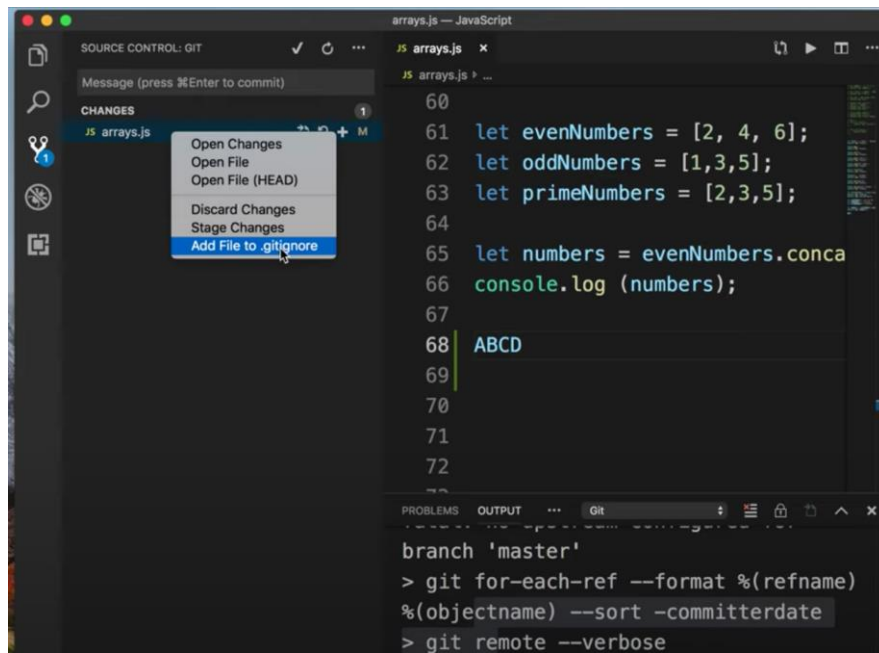 arrays.js — JavaScript
SOURCE CONTROL: GIT
Message (press ⌘Enter to commit)
CHANGES
1
JS arrays.js
M
1
Open Changes
Open File
Open File (HEAD)
Discard Changes
Stage Changes
Add File to .gitignore
JS arrays.js ×
JS arrays.js ▸ ...
60
61 let evenNumbers = [2, 4, 6];
62 let oddNumbers = [1,3,5];
63 let primeNumbers = [2,3,5];
64
65 let numbers = evenNumbers.conca
66 console.log (numbers);
67
68 ABCD
69
70
71
72
PROBLEMS OUTPUT ... Git
branch 'master'
> git for-each-ref --format %(refname)
%(objectname) --sort -committerdate
> git remote --verbose